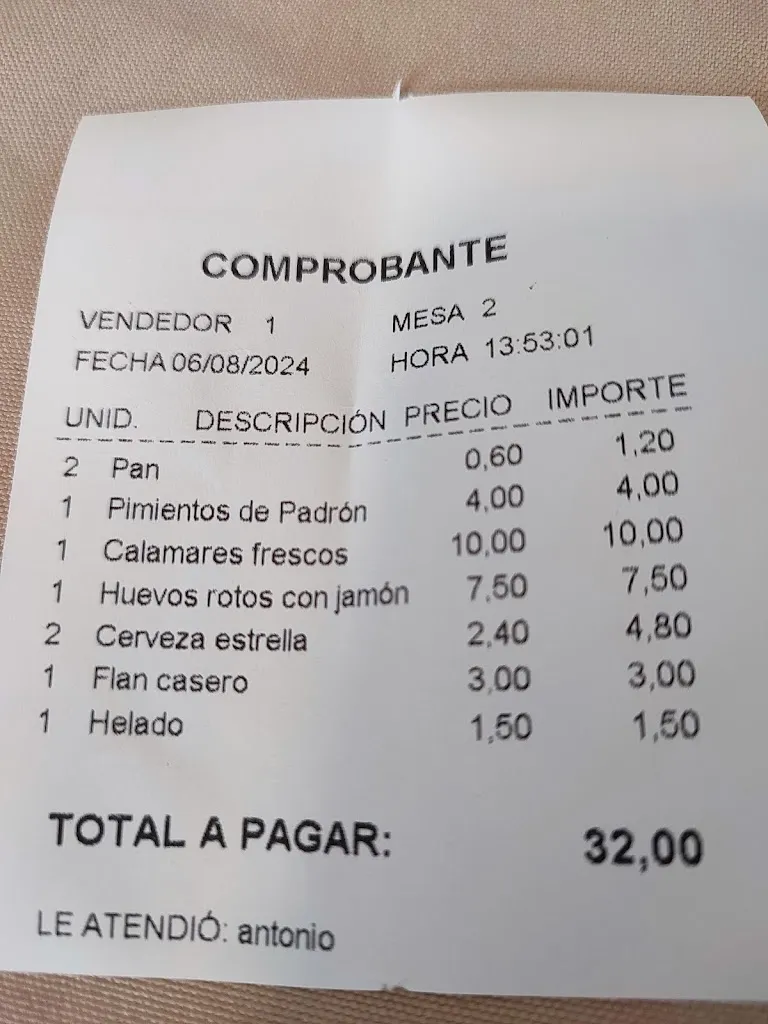 COMPROBANTE
VENDEDOR 1 MESA 2
FECHA 06/08/2024 HORA 13:53:01
UNID. DESCRIPCIÓN PRECIO IMPORTE
2 Pan 0,60 1,20
1 Pimientos de Padrón 4,00 4,00
1 Calamares frescos 10,00 10,00
1 Huevos rotos con jamón 7,50 7,50
2 Cerveza estrella 2,40 4,80
1 Flan casero 3,00 3,00
1 Helado 1,50 1,50
TOTAL A PAGAR: 32,00
LE ATENDIÓ: antonio